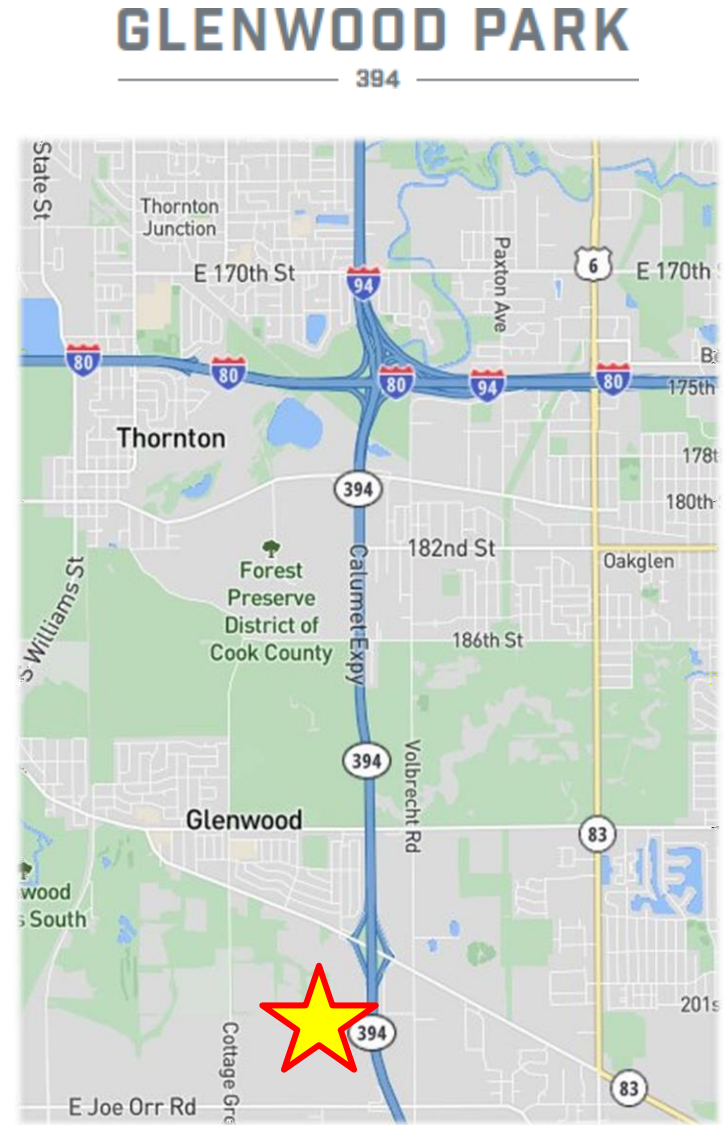 GLENWOOD PARK
394
State St
Thornton
Junction
E 170th St
94
Paxton Ave
6
E 170th
80
80
80
94
80
175th
Thornton
178t
394
180th
182nd St
Oakglen
Forest
Preserve
District of
Cook County
Calumet Expy
S Williams St
186th St
394
Volbrecht Rd
Glenwood
83
wood
s South
201s
394
Cottage Gre
83
E Joe Orr Rd